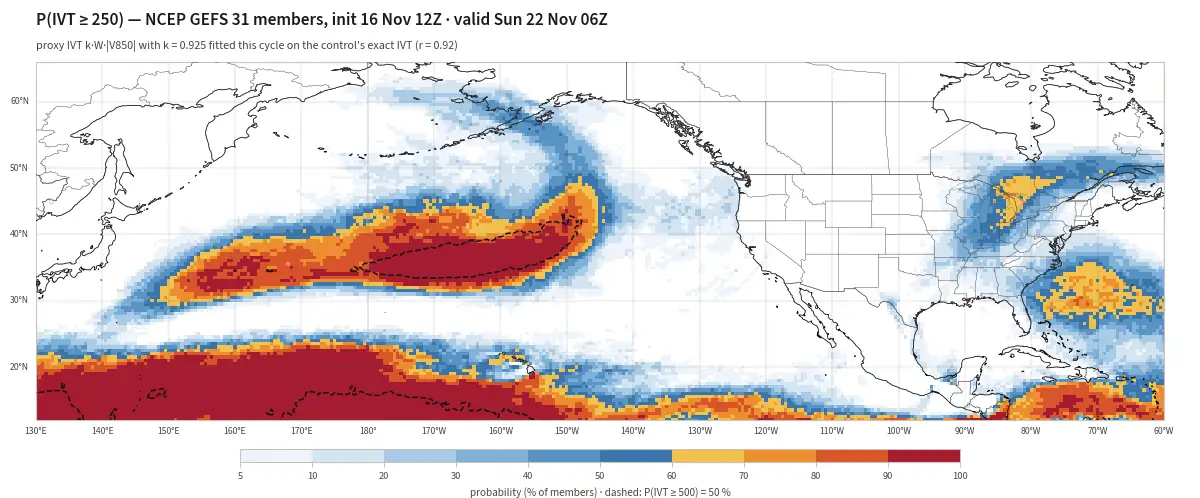 P(IVT ≥ 250) — NCEP GEFS 31 members, init 16 Nov 12Z · valid Sun 22 Nov 06Z
proxy IVT k·W·|V850| with k = 0.925 fitted this cycle on the control's exact IVT (r = 0.92)
60°N
50°N
40°N
30°N
20°N
130°E 140°E 150°E 160°E 170°E 180° 170°W 160°W 150°W 140°W 130°W 120°W 110°W 100°W 90°W 80°W 70°W 60°W
5 10 20 30 40 50 60 70 80 90 100
probability (% of members) · dashed: P(IVT ≥ 500) = 50 %